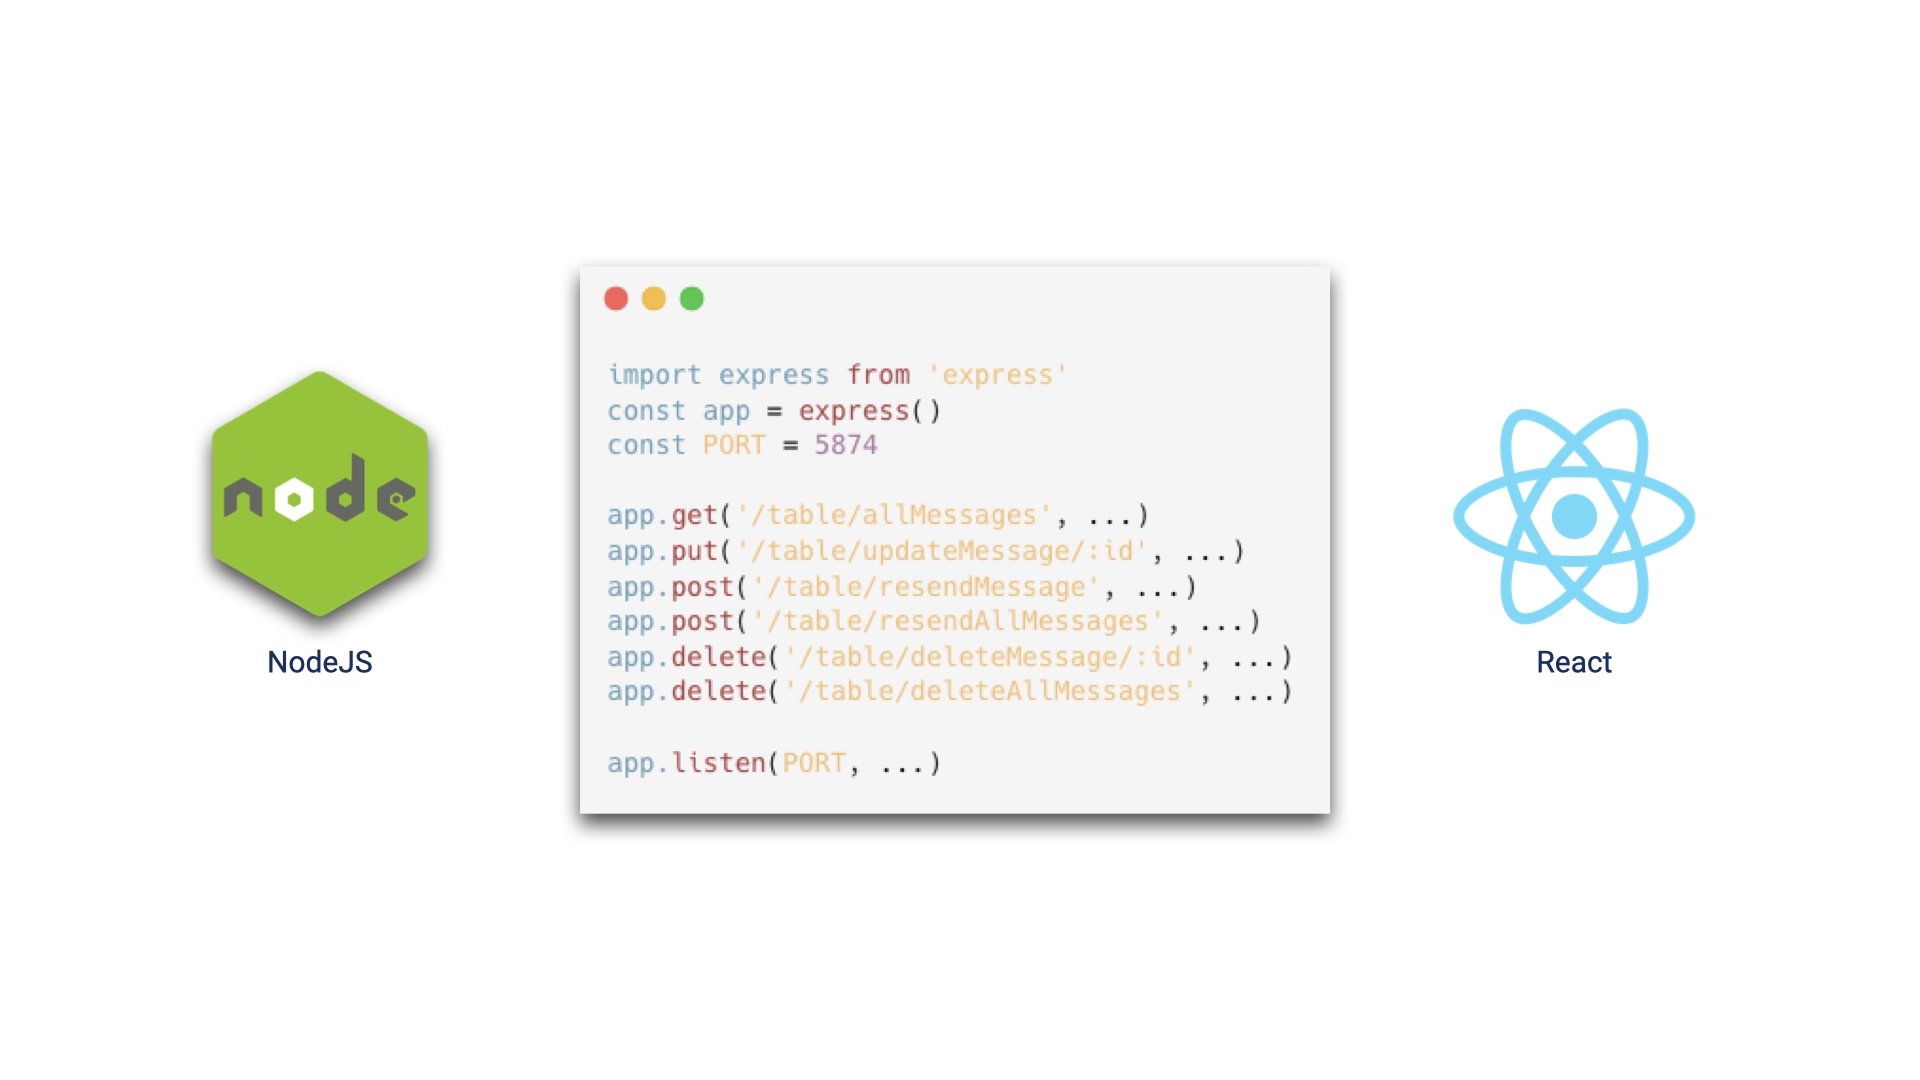 node
NodeJS
import express from 'express'
const app = express()
const PORT = 5874
app.get('/table/allMessages', ...)
app.put('/table/updateMessage/:id', ...)
app.post('/table/resendMessage', ...)
app.post('/table/resendAllMessages', ...)
app.delete('/table/deleteMessage/:id', ...)
app.delete('/table/deleteAllMessages', ...)
app.listen(PORT, ...)
React